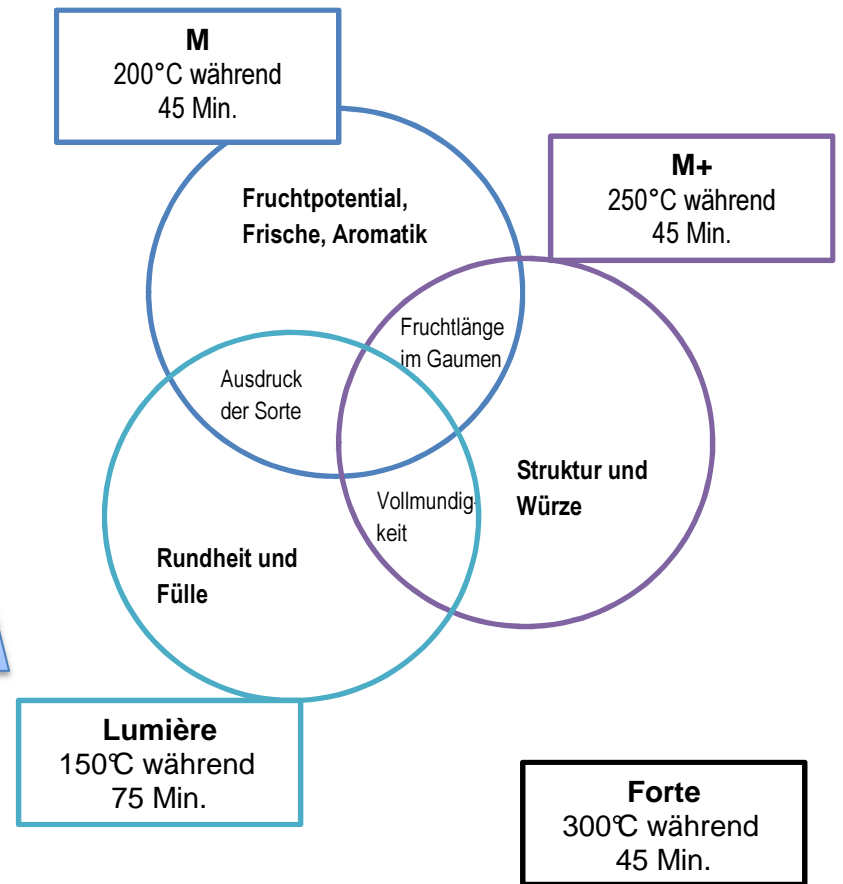 M
200°C während
45 Min.
M+
250°C während
45 Min.
Fruchtpotential,
Frische, Aromatik
Fruchtlänge
im Gaumen
Ausdruck
der Sorte
Struktur und
Würze
Vollmundig-
keit
Rundheit und
Fülle
Lumière
150°C während
75 Min.
Forte
300°C während
45 Min.